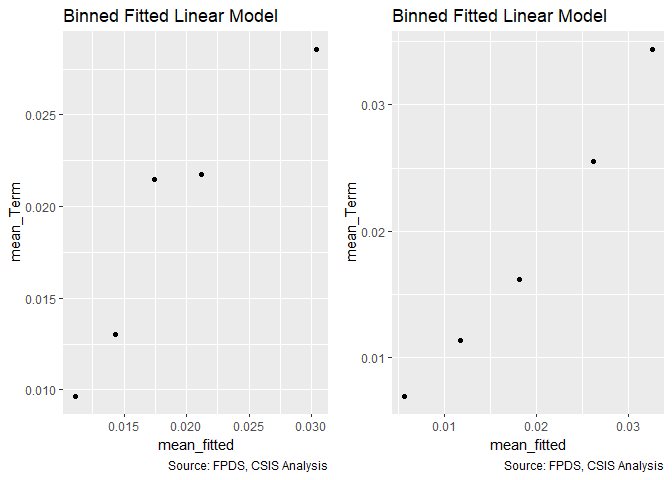 Binned Fitted Linear Model
mean_Term
0.025
0.020
0.015
0.010
0.015
0.020
0.025
0.030
mean_fitted
Source: FPDS, CSIS Analysis
Binned Fitted Linear Model
mean_Term
0.03
0.02
0.01
0.01
0.02
0.03
mean_fitted
Source: FPDS, CSIS Analysis